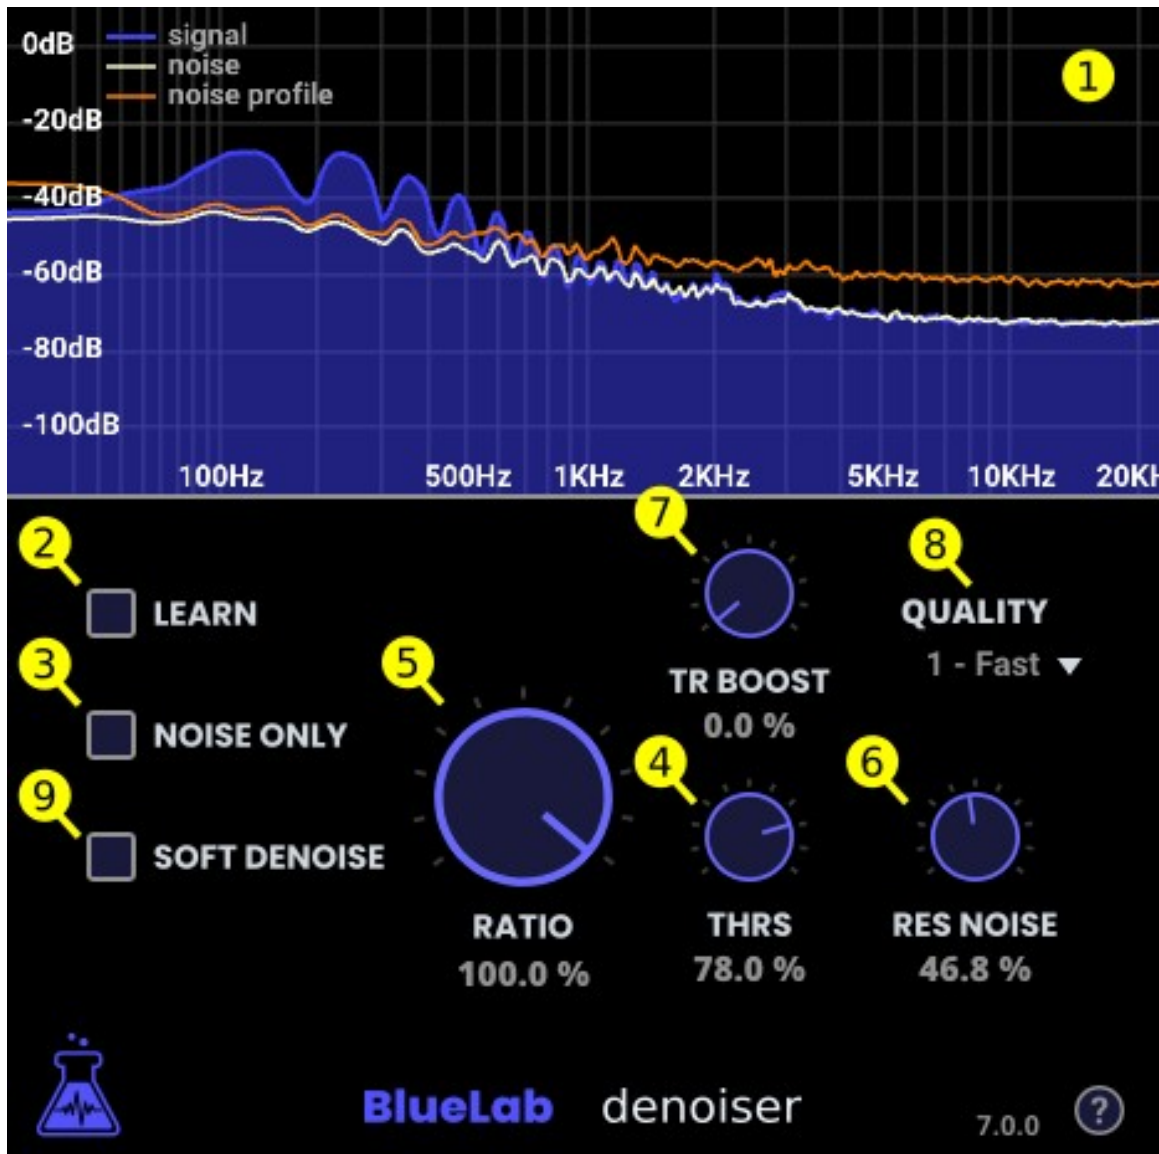 0dB
signal
noise
noise profile
1
-20dB
-40dB
-60dB
-80dB
-100dB
100Hz 500Hz 1KHz 2KHz 5KHz 10KHz 20KH
2
LEARN
3
NOISE ONLY
9
SOFT DENOISE
5
RATIO
100.0 %
7
TR BOOST
0.0 %
8
QUALITY
1 - Fast
4
THRS
78.0 %
6
RES NOISE
46.8 %
BlueLab denoiser
7.0.0
?